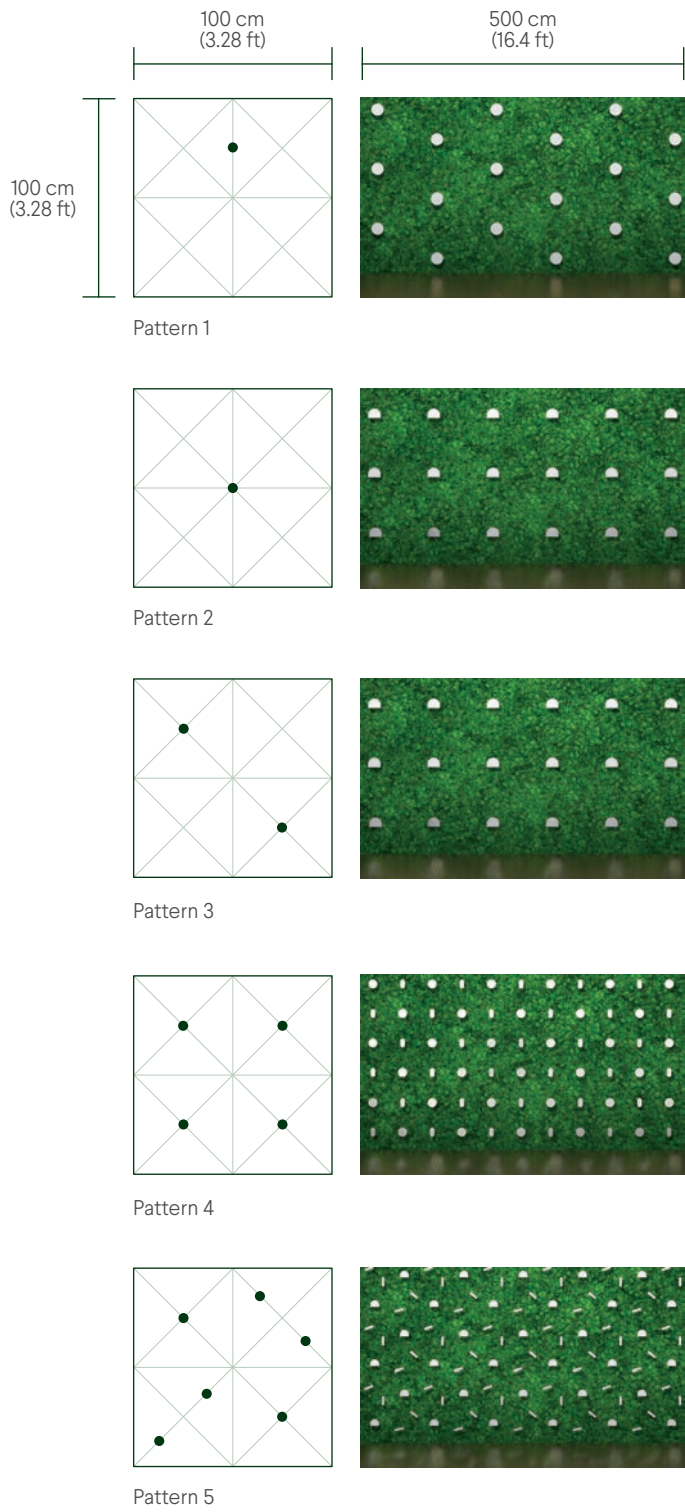 100 cm
(3.28 ft)
500 cm
(16.4 ft)
100 cm
(3.28 ft)
Pattern 1
Pattern 2
Pattern 3
Pattern 4
Pattern 5